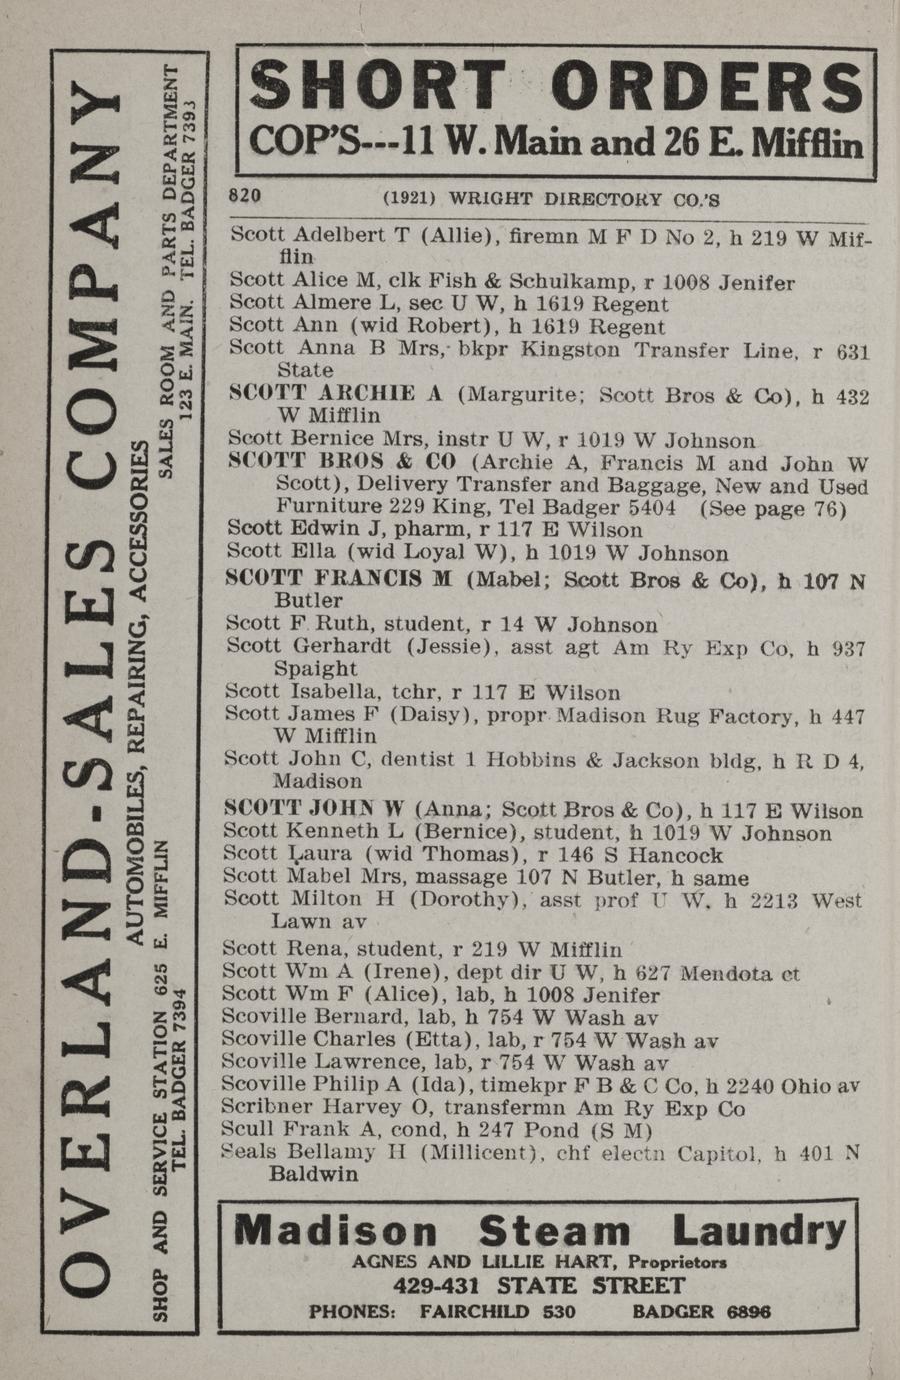 SHORT ORDERS
COP'S---11 W. Main and 26 E. Mifflin
820 (1921) WRIGHT DIRECTORY CO.'S
Scott Adelbert T (Allie), firemn M F D No 2, h 219 W Mif-
flin
Scott Alice M, clk Fish & Schulkamp, r 1008 Jenifer
Scott Almere L, sec U W, h 1619 Regent
Scott Ann (wid Robert), h 1619 Regent
Scott Anna B Mrs, bkpr Kingston Transfer Line, r 631
State
SCOTT ARCHIE A (Margurite; Scott Bros & Co), h 432
W Mifflin
Scott Bernice Mrs, instr U W, r 1019 W Johnson
SCOTT BROS & CO (Archie A, Francis M and John W
Scott), Delivery Transfer and Baggage, New and Used
Furniture 229 King, Tel Badger 5404 (See page 76)
Scott Edwin J, pharm, r 117 E Wilson
Scott Ella (wid Loyal W), h 1019 W Johnson
SCOTT FRANCIS M (Mabel; Scott Bros & Co), h 107 N
Butler
Scott F Ruth, student, r 14 W Johnson
Scott Gerhardt (Jessie), asst agt Am Ry Exp Co, h 937
Spaight
Scott Isabella, tchr, r 117 E Wilson
Scott James F (Daisy), propr Madison Rug Factory, h 447
W Mifflin
Scott John C, dentist 1 Hobbins & Jackson bldg, h R D 4,
Madison
SCOTT JOHN W (Anna; Scott Bros & Co), h 117 E Wilson
Scott Kenneth L (Bernice), student, h 1019 W Johnson
Scott Laura (wid Thomas), r 146 S Hancock
Scott Mabel Mrs, massage 107 N Butler, h same
Scott Milton H (Dorothy), asst prof U W, h 2213 West
Lawn av
Scott Rena, student, r 219 W Mifflin
Scott Wm A (Irene), dept dir U W, h 627 Mendota ct
Scott Wm F (Alice), lab, h 1008 Jenifer
Scoville Bernard, lab, h 754 W Wash av
Scoville Charles (Etta), lab, r 754 W Wash av
Scoville Lawrence, lab, r 754 W Wash av
Scoville Philip A (Ida), timekpr F B & C Co, h 2240 Ohio av
Scribner Harvey O, transfermn Am Ry Exp Co
Scull Frank A, cond, h 247 Pond (S M)
Seals Bellamy H (Millicent), chf electn Capitol, h 401 N
Baldwin
Madison Steam Laundry
AGNES AND LILLIE HART, Proprietors
429-431 STATE STREET
PHONES: FAIRCHILD 530 BADGER 6896
OVERLAND-SALES COMPANY
AUTOMOBILES, REPAIRING, ACCESSORIES
SHOP AND SERVICE STATION 625 E. MIFFLIN
TEL. BADGER 7394
SALES ROOM AND PARTS DEPARTMENT
123 E. MAIN. TEL. BADGER 7393